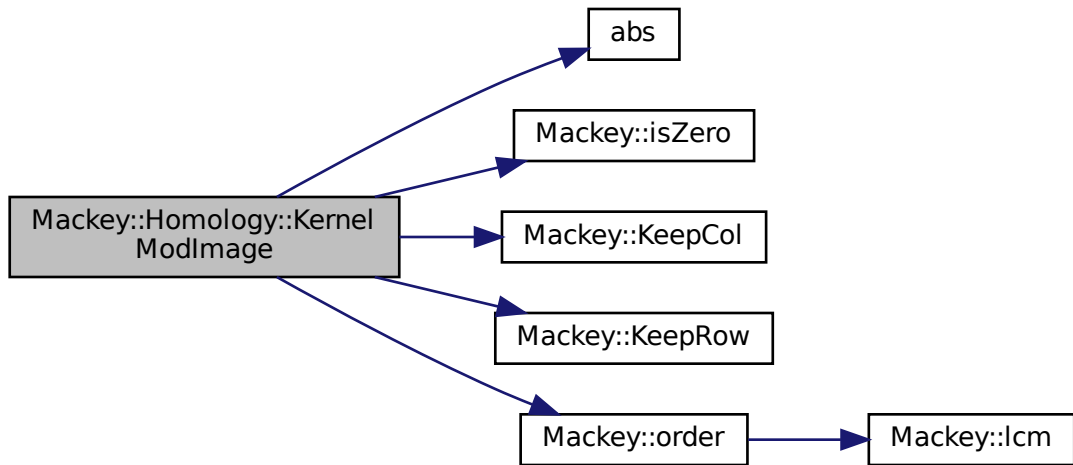 abs
Mackey::isZero
Mackey::Homology::Kernel
ModImage
Mackey::KeepCol
Mackey::KeepRow
Mackey::order
Mackey::lcm